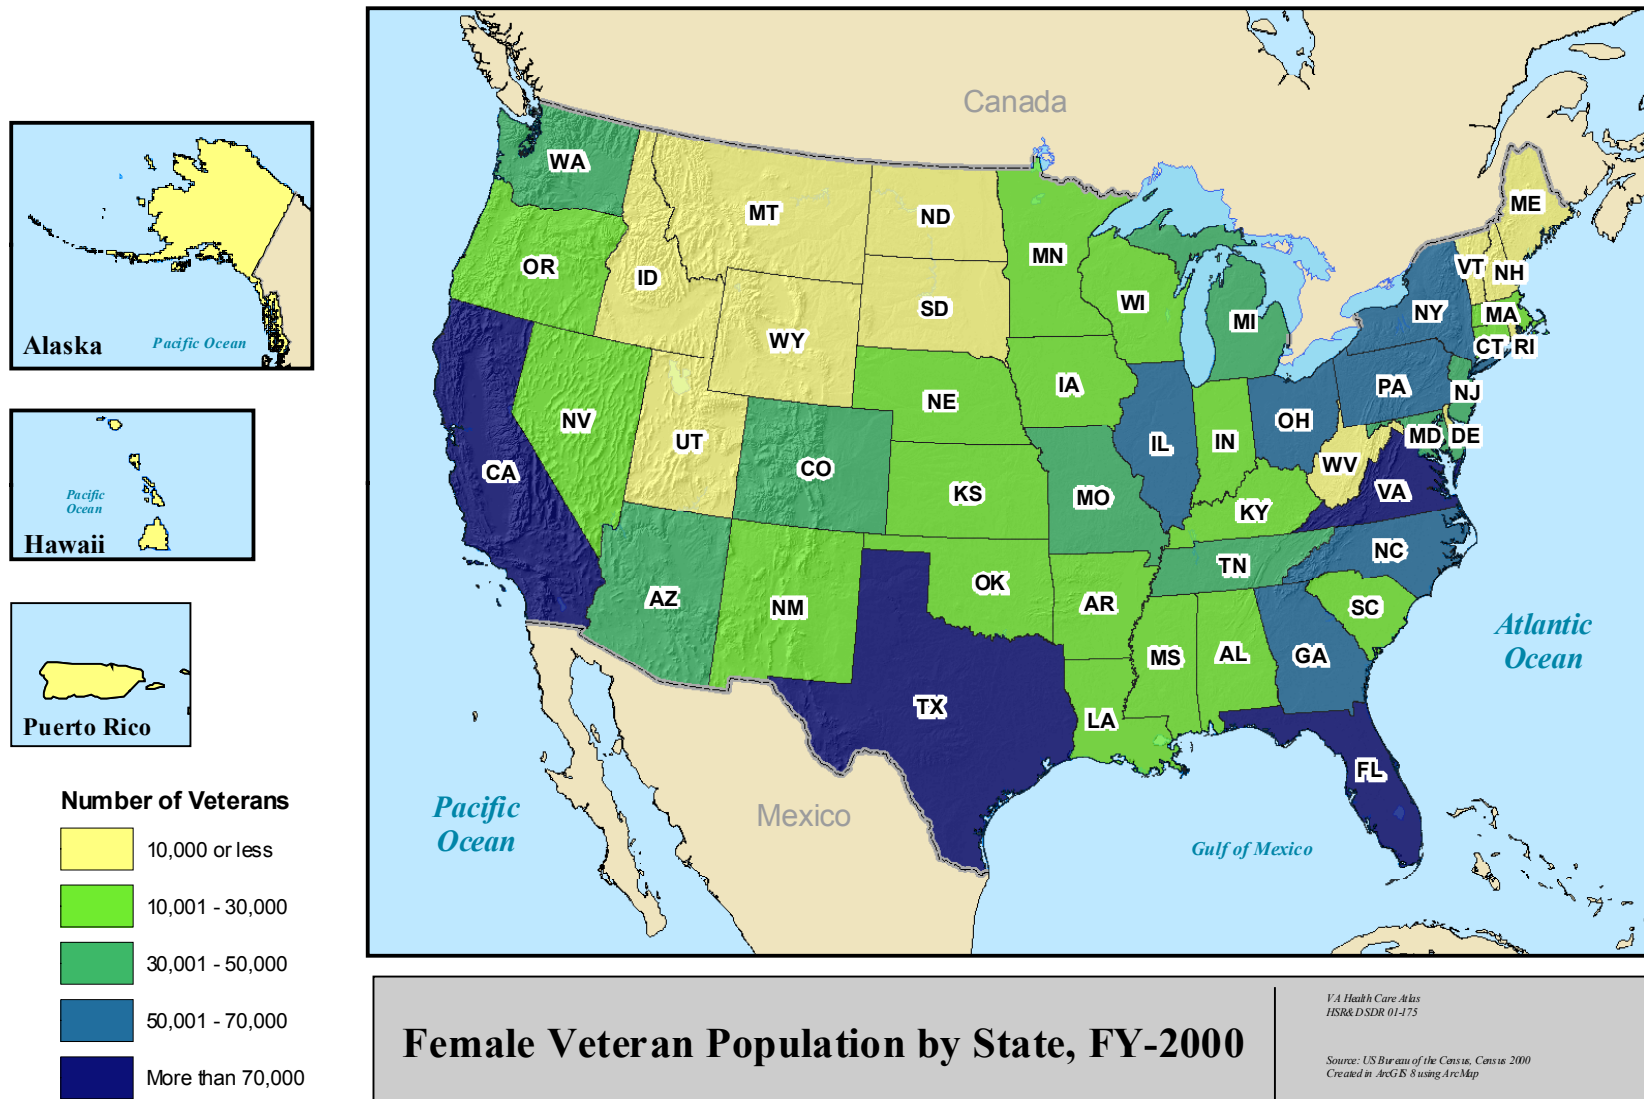 Canada
WA
MT
ND
MN
ME
OR
ID
SD
WI
VT
NH
WY
MI
NY
MA
CT
RI
NE
IA
PA
NJ
NV
UT
CO
IL
IN
OH
MD
DE
CA
KS
MO
WV
VA
KY
NC
AZ
NM
OK
AR
TN
SC
MS
AL
GA
TX
LA
FL
Atlantic
Ocean
Pacific
Ocean
Mexico
Gulf of Mexico
Alaska
Pacific Ocean
Pacific
Ocean
Hawaii
Puerto Rico
Number of Veterans
10,000 or less
10,001 - 30,000
30,001 - 50,000
50,001 - 70,000
More than 70,000
Female Veteran Population by State, FY-2000
VA Health Care Atlas
HSR&D SDR 01-175
Source: US Bureau of the Census, Census 2000
Created in ArcGIS 8 using ArcMap